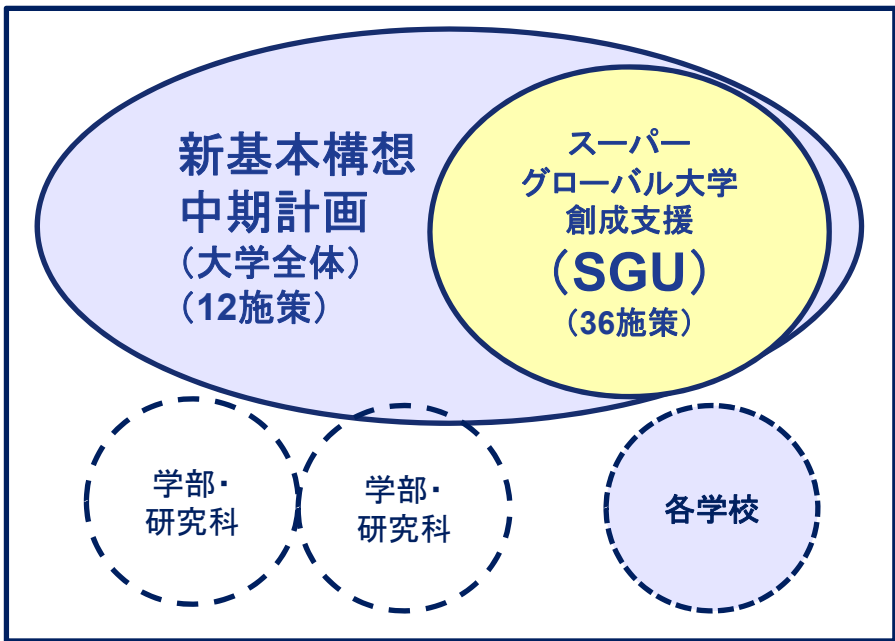 新基本構想
中期計画
（大学全体）
（12施策）
スーパー
グローバル大学
創成支援
（SGU）
（36施策）
学部・
研究科
学部・
研究科
各学校